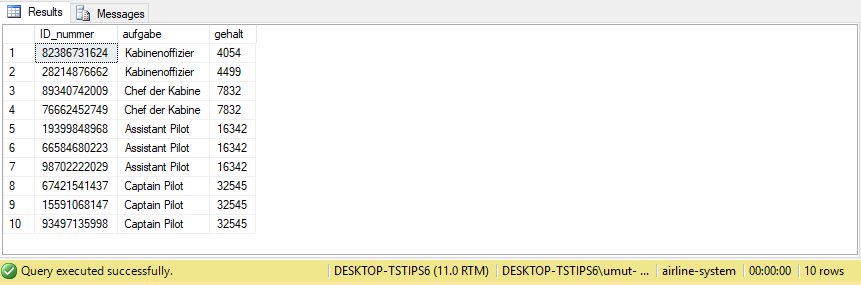 Results Messages
ID_nummer aufgabe gehalt
1 82386731624 Kabinenoffizier 4054
2 28214876662 Kabinenoffizier 4499
3 89340742009 Chef der Kabine 7832
4 76662452749 Chef der Kabine 7832
5 19399848968 Assistant Pilot 16342
6 66584680223 Assistant Pilot 16342
7 98702222029 Assistant Pilot 16342
8 67421541437 Captain Pilot 32545
9 15591068147 Captain Pilot 32545
10 93497135998 Captain Pilot 32545
Query executed successfully. DESKTOP-TSTIPS6 (11.0 RTM) DESKTOP-TSTIPS6\umut- ... airline-system 00:00:00 10 rows